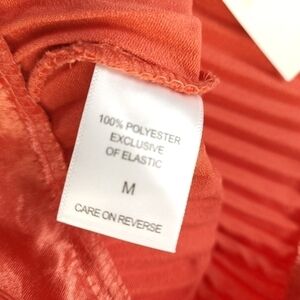 100% POLYESTER
EXCLUSIVE
OF ELASTIC
M
CARE ON REVERSE